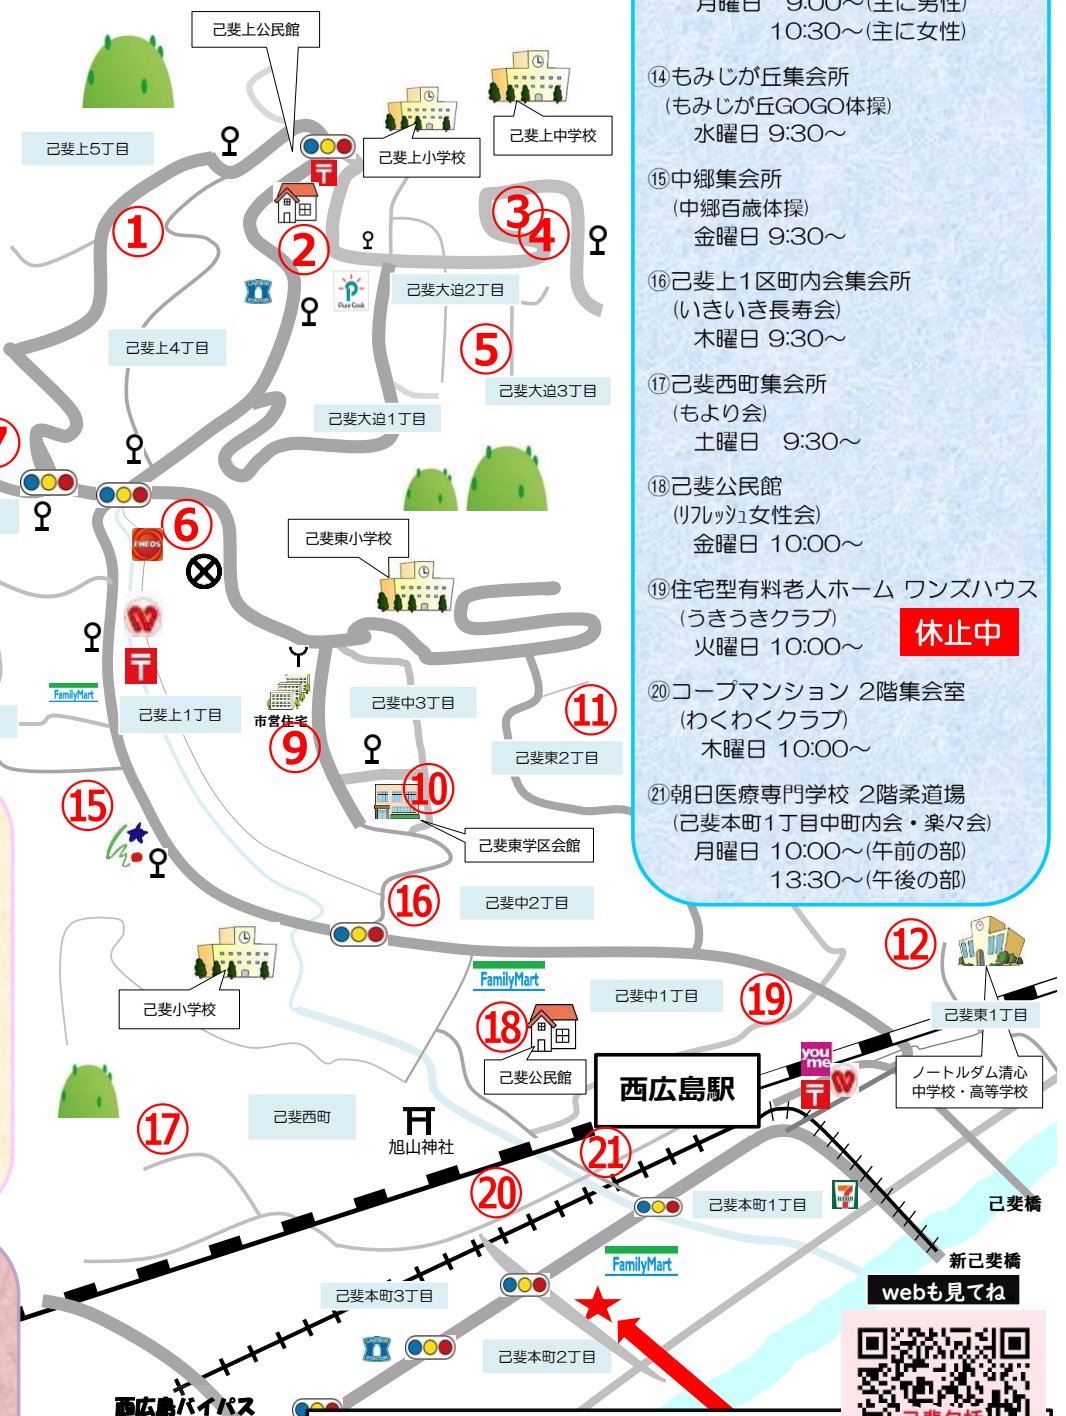 月曜日 9:00～(主に男性)
10:30～(主に女性)
⑭もみじが丘集会所
(もみじが丘GOGO体操)
水曜日 9:30～
⑮中郷集会所
(中郷百歳体操)
金曜日 9:30～
⑯己斐上1区町内会集会所
(いきいき長寿会)
木曜日 9:30～
⑰己斐西町集会所
(もより会)
土曜日 9:30～
⑱己斐公民館
(リフレッシュ女性会)
金曜日 10:00～
⑲住宅型有料老人ホーム ワンズハウス
(うきうきクラブ)
火曜日 10:00～
休止中
⑳コープマンション 2階集会室
(わくわくクラブ)
木曜日 10:00～
㉑朝日医療専門学校 2階柔道場
(己斐本町1丁目中町内会・楽々会)
月曜日 10:00～(午前の部)
13:30～(午後の部)
己斐上公民館
己斐上中学校
己斐上小学校
己斐上5丁目
①
②
③
④
己斐大迫2丁目
Pure Cook
己斐上4丁目
⑤
己斐大迫3丁目
己斐大迫1丁目
⑥
ENEOS
己斐東小学校
FamilyMart
己斐上1丁目
市営住宅
⑨
己斐中3丁目
⑪
己斐東2丁目
⑩
己斐東学区会館
⑮
⑯
己斐中2丁目
⑫
己斐小学校
FamilyMart
己斐中1丁目
⑲
己斐東1丁目
⑱
己斐公民館
西広島駅
you
me
ノートルダム清心
中学校・高等学校
⑰
己斐西町
旭山神社
㉑
⑳
己斐本町1丁目
7
己斐橋
新己斐橋
FamilyMart
己斐本町3丁目
己斐本町2丁目
webも見てね
西広島バイパス